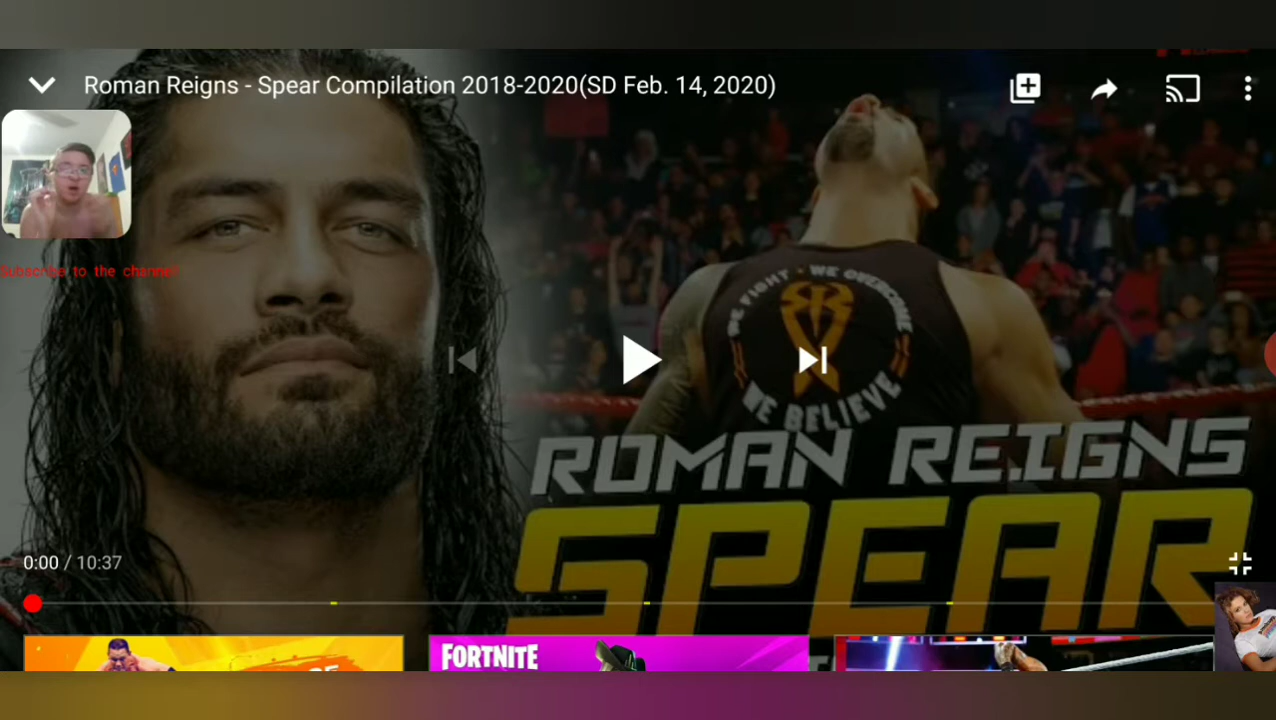 Roman Reigns - Spear Compilation 2018-2020(SD Feb. 14, 2020)
Subscribe to the channel
WE FIGHT - WE OVERCOME
WE BELIEVE
ROMAN REIGNS
SPEAR
0:00 / 10:37
FORTNITE